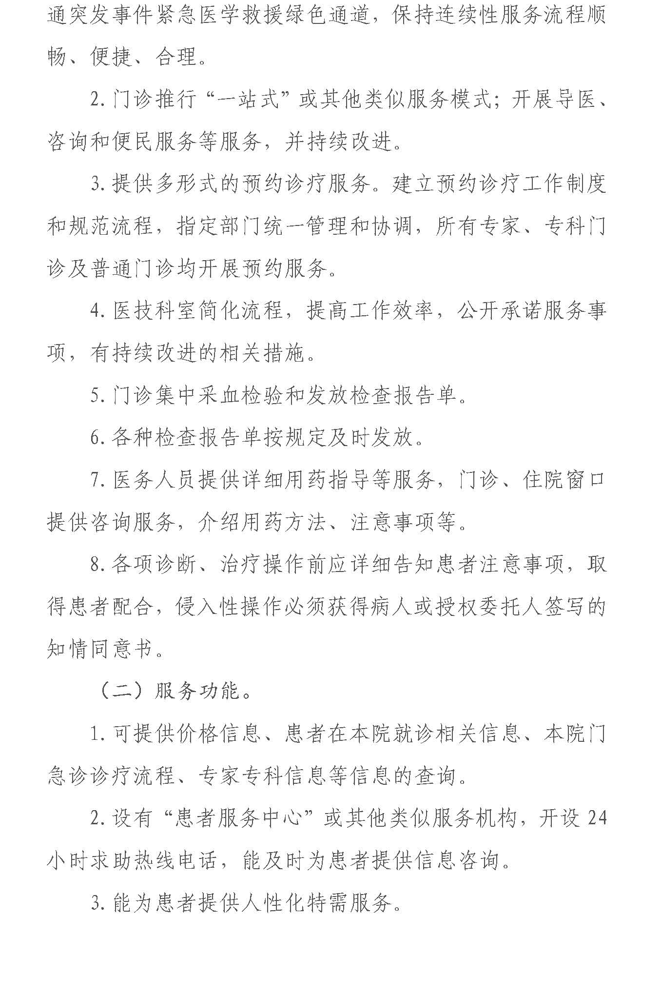 通突发事件紧急医学救援绿色通道，保持连续性服务流程顺
畅、便捷、合理。
2. 门诊推行“一站式”或其他类似服务模式；开展导医、
咨询和便民服务等服务，并持续改进。
3. 提供多形式的预约诊疗服务。建立预约诊疗工作制度
和规范流程，指定部门统一管理和协调，所有专家、专科门
诊及普通门诊均开展预约服务。
4. 医技科室简化流程，提高工作效率，公开承诺服务事
项，有持续改进的相关措施。
5. 门诊集中采血检验和发放检查报告单。
6. 各种检查报告单按规定及时发放。
7. 医务人员提供详细用药指导等服务，门诊、住院窗口
提供咨询服务，介绍用药方法、注意事项等。
8. 各项诊断、治疗操作前应详细告知患者注意事项，取
得患者配合，侵入性操作必须获得病人或授权委托人签写的
知情同意书。
（二）服务功能。
1. 可提供价格信息、患者在本院就诊相关信息、本院门
急诊诊疗流程、专家专科信息等信息的查询。
2. 设有“患者服务中心”或其他类似服务机构，开设 24
小时求助热线电话，能及时为患者提供信息咨询。
3. 能为患者提供人性化特需服务。